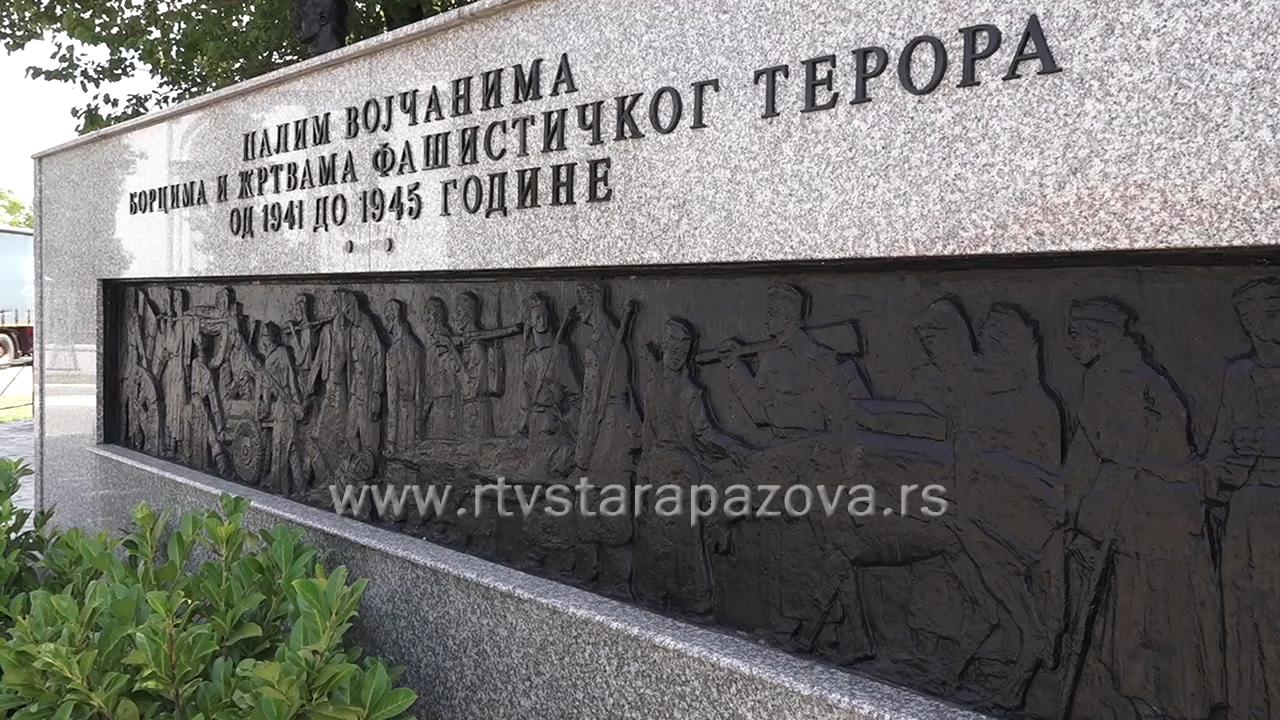 ПАЛИМ ВОЈЧАНИМА
БОРЦИМА И ЖРТВАМА ФАШИСТИЧКОГ ТЕРОРА
ОД 1941 ДО 1945 ГОДИНЕ
www.rtvstarapazova.rs